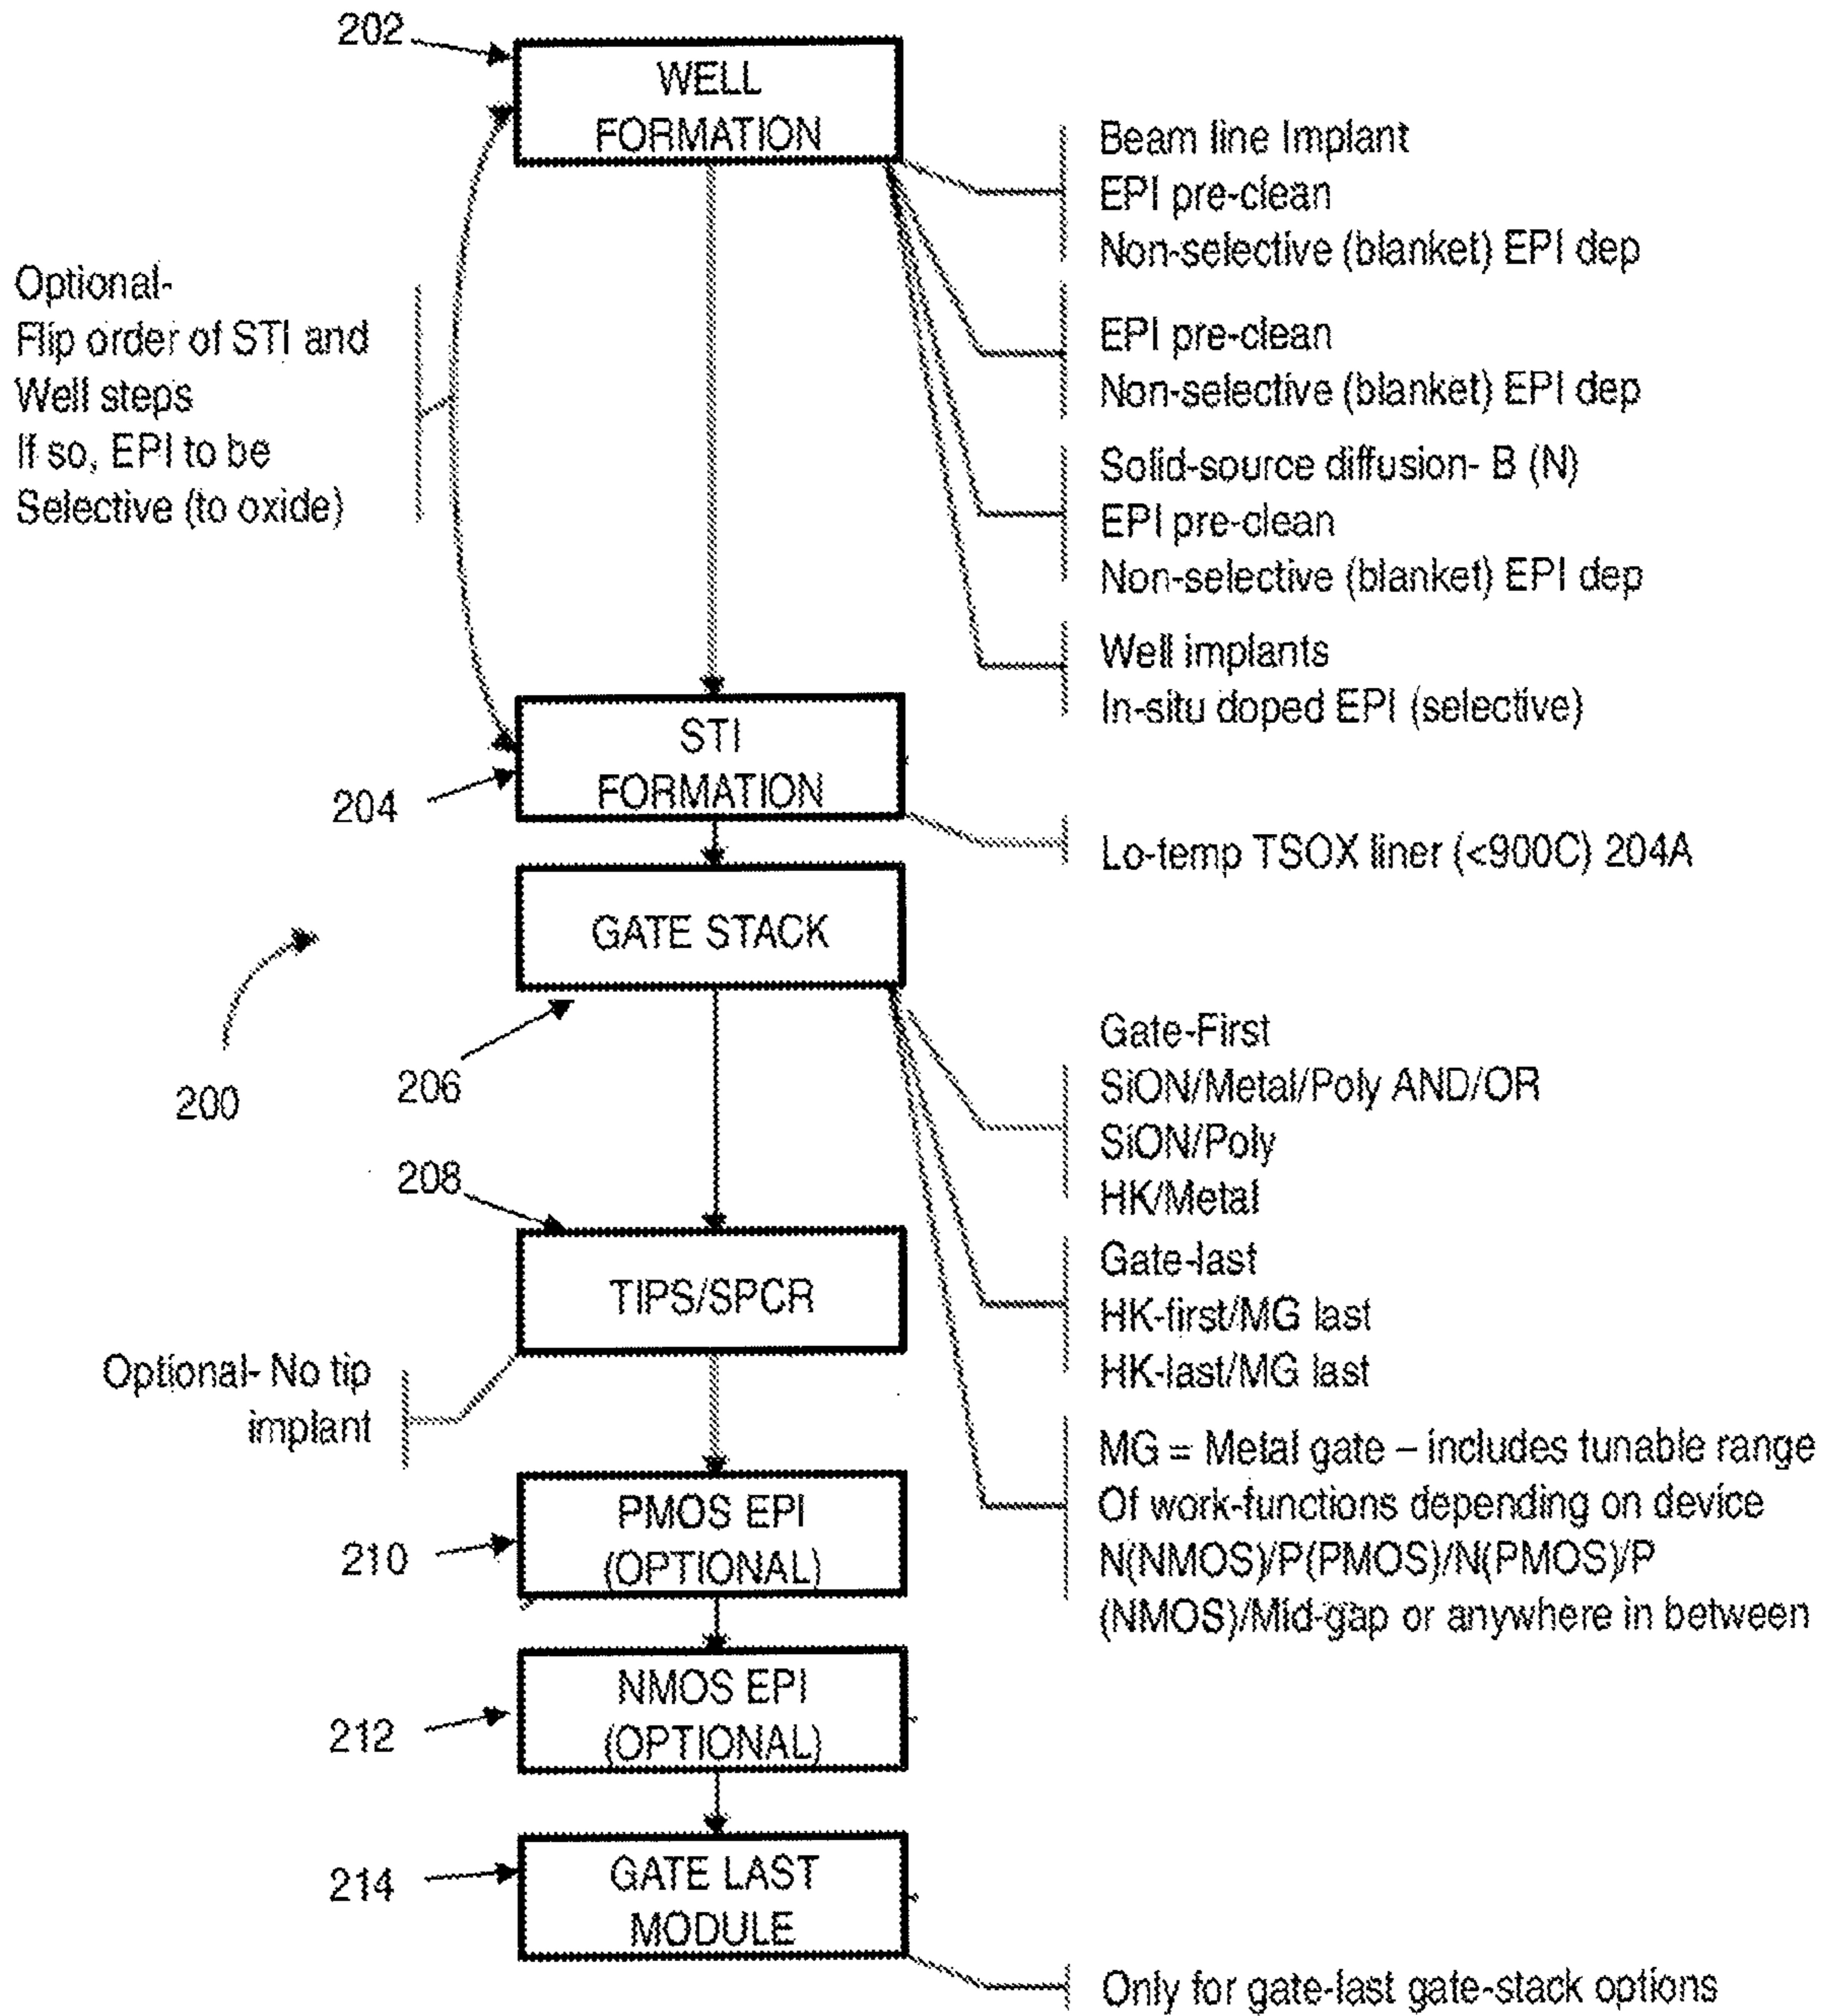 202
WELL
FORMATION
Beam line Implant
EPI pre-clean
Non-selective (blanket) EPI dep
Optional-
Flip order of STI and
Well steps
If so, EPI to be
Selective (to oxide)
EPI pre-clean
Non-selective (blanket) EPI dep
Solid-source diffusion- B (N)
EPI pre-clean
Non-selective (blanket) EPI dep
Well implants
In-situ doped EPI (selective)
STI
FORMATION
204
Lo-temp TSOX liner (<900C) 204A
GATE STACK
200
206
Gate-First
SiON/Metal/Poly AND/OR
SiON/Poly
HK/Metal
208
TIPS/SPCR
Gate-last
HK-first/MG last
HK-last/MG last
Optional- No tip
implant
MG = Metal gate – includes tunable range
Of work-functions depending on device
N(NMOS)/P(PMOS)/N(PMOS)/P
(NMOS)/Mid-gap or anywhere in between
PMOS EPI
(OPTIONAL)
210
NMOS EPI
(OPTIONAL)
212
GATE LAST
MODULE
214
Only for gate-last gate-stack options